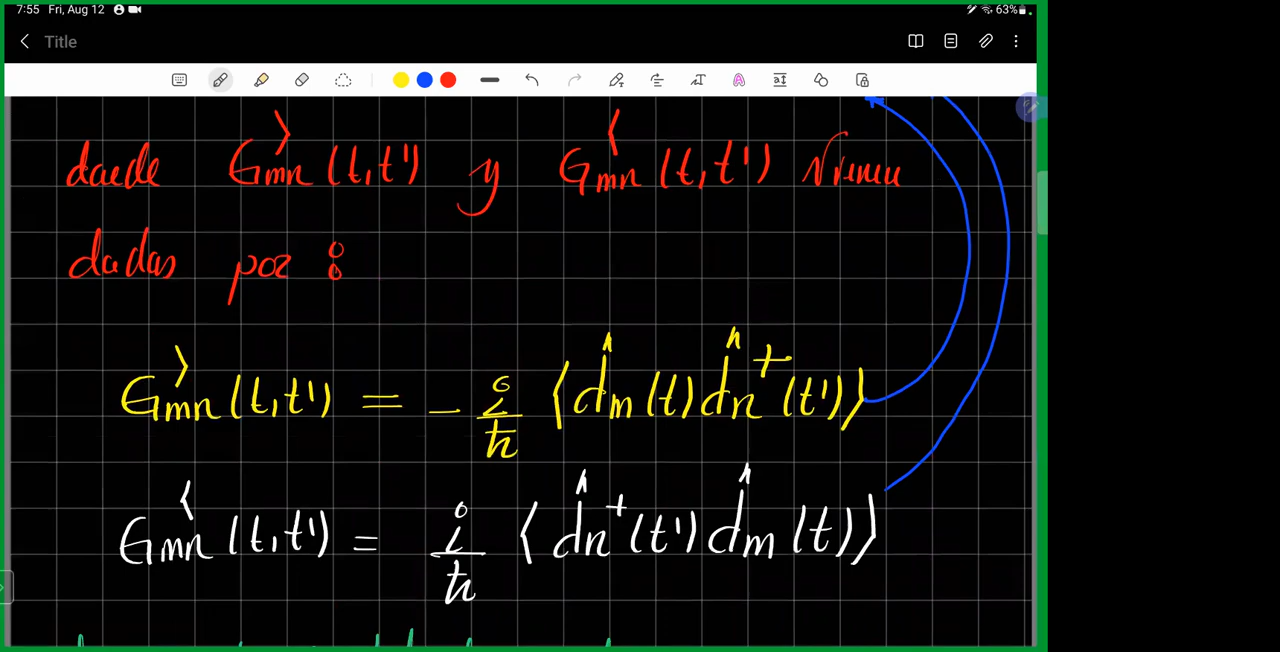 7:55 Fri, Aug 12 63%
Title
donde G>mn (t,t') y G<mn (t,t') vienen
dadas por :
G>mn (t,t') = - i/ħ ⟨d̂m(t) d̂n†(t')⟩
G<mn (t,t') = i/ħ ⟨d̂n†(t') d̂m(t)⟩